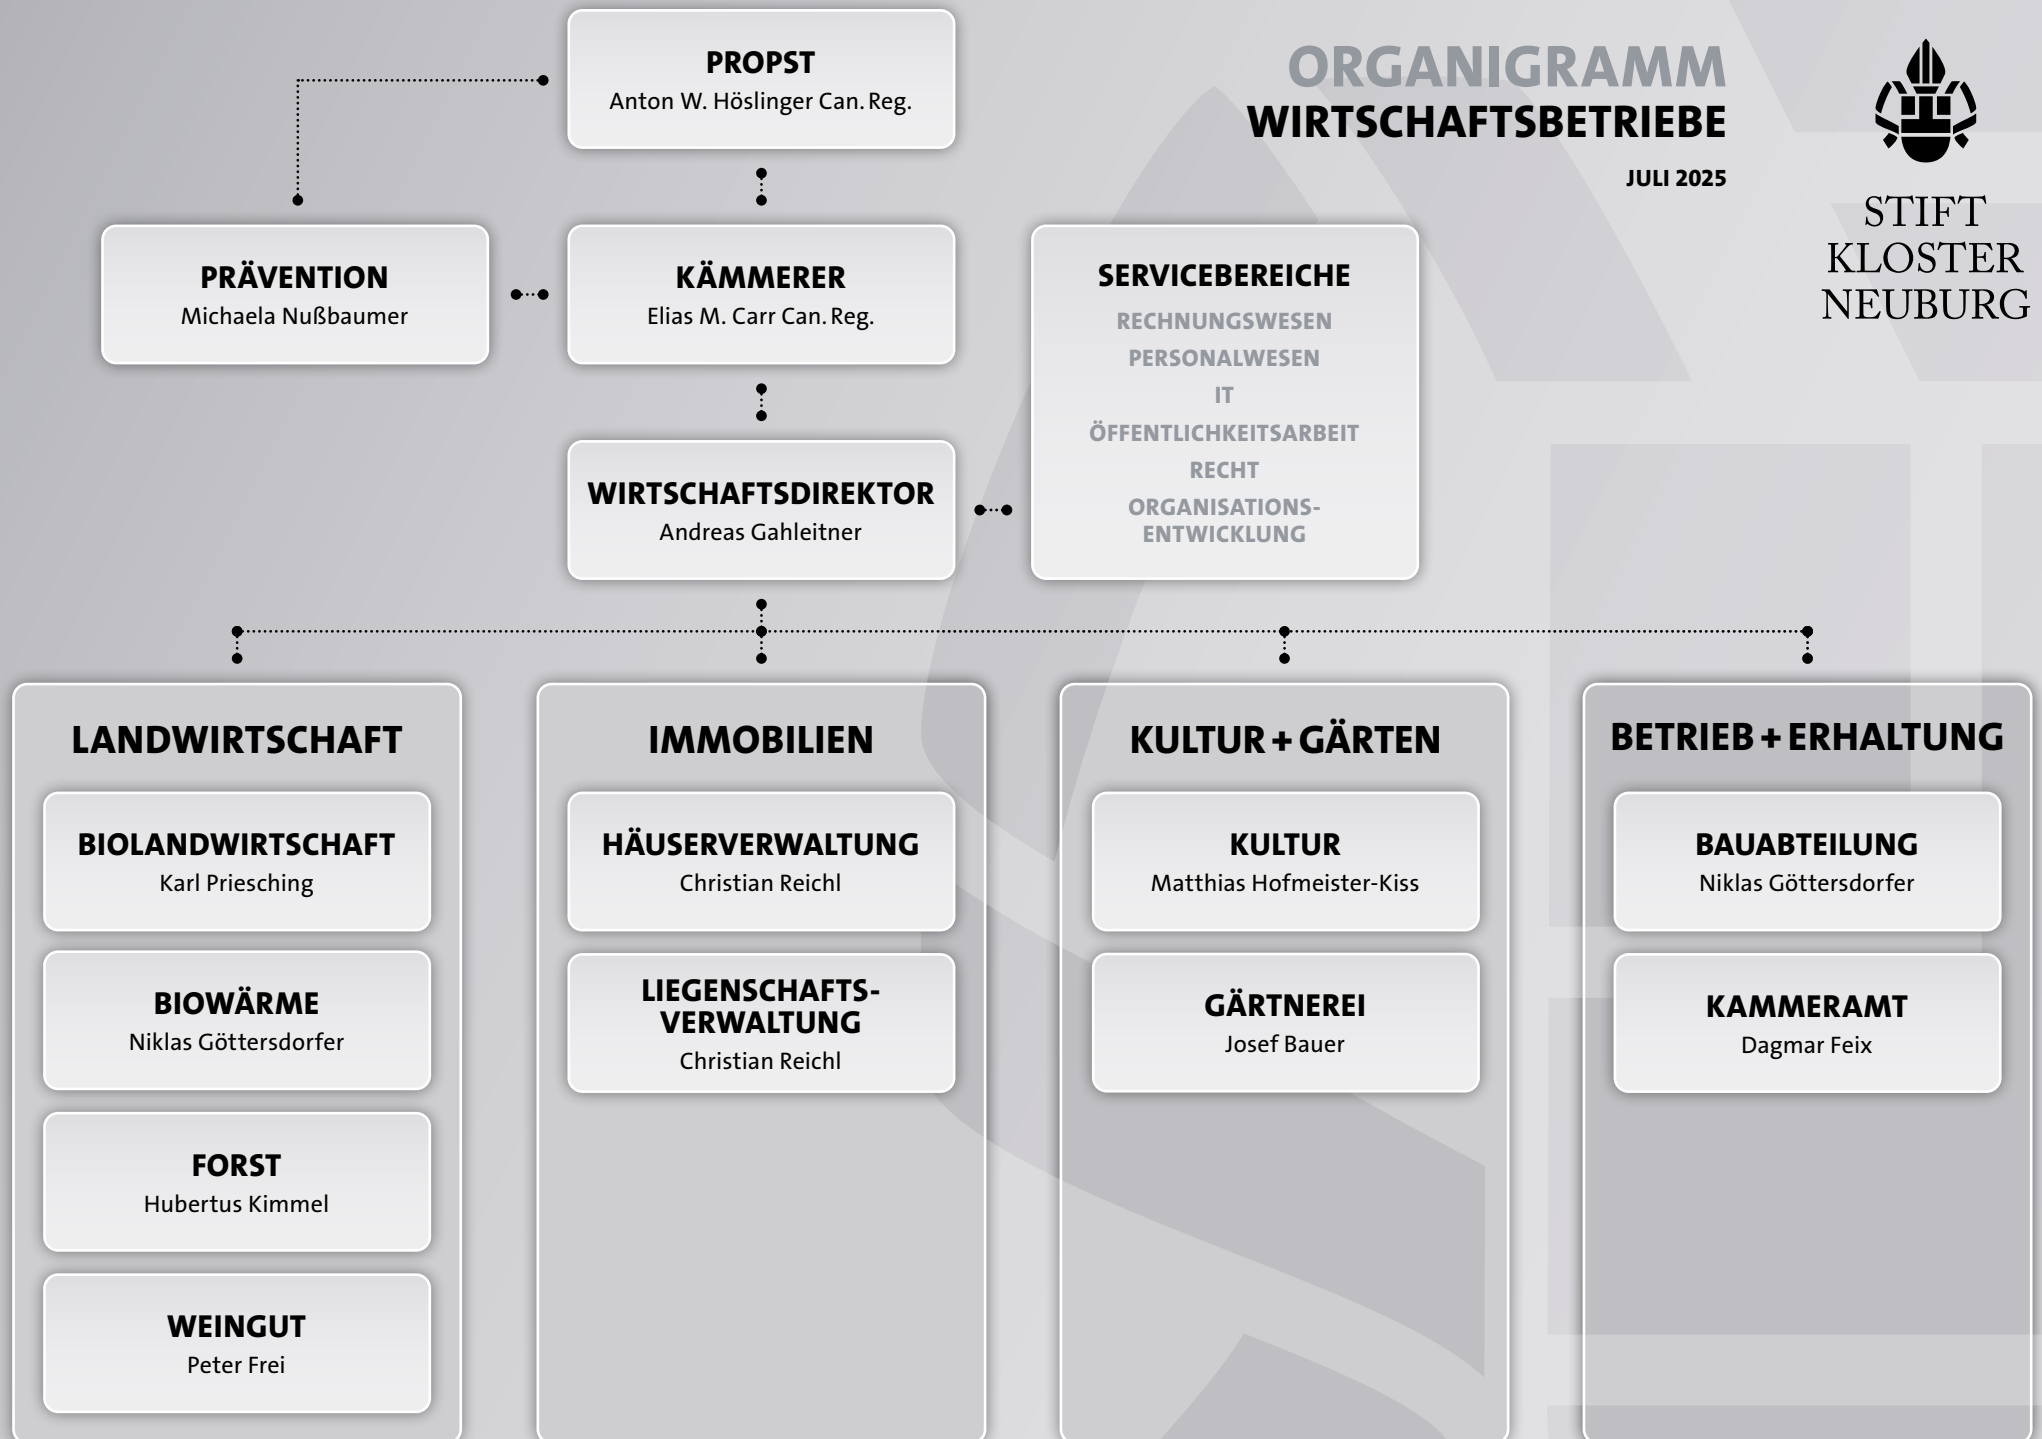 ORGANIGRAMM
WIRTSCHAFTSBETRIEBE
JULI 2025
STIFT
KLOSTER
NEUBURG
PROPST
Anton W. Höslinger Can. Reg.
PRÄVENTION
Michaela Nußbaumer
KÄMMERER
Elias M. Carr Can. Reg.
SERVICEBEREICHE
RECHNUNGSWESEN
PERSONALWESEN
IT
ÖFFENTLICHKEITSARBEIT
RECHT
ORGANISATIONS-
ENTWICKLUNG
WIRTSCHAFTSDIREKTOR
Andreas Gahleitner
LANDWIRTSCHAFT
BIOLANDWIRTSCHAFT
Karl Priesching
BIOWÄRME
Niklas Göttersdorfer
FORST
Hubertus Kimmel
WEINGUT
Peter Frei
IMMOBILIEN
HÄUSERVERWALTUNG
Christian Reichl
LIEGENSCHAFTS-
VERWALTUNG
Christian Reichl
KULTUR + GÄRTEN
KULTUR
Matthias Hofmeister-Kiss
GÄRTNEREI
Josef Bauer
BETRIEB + ERHALTUNG
BAUABTEILUNG
Niklas Göttersdorfer
KAMMERAMT
Dagmar Feix